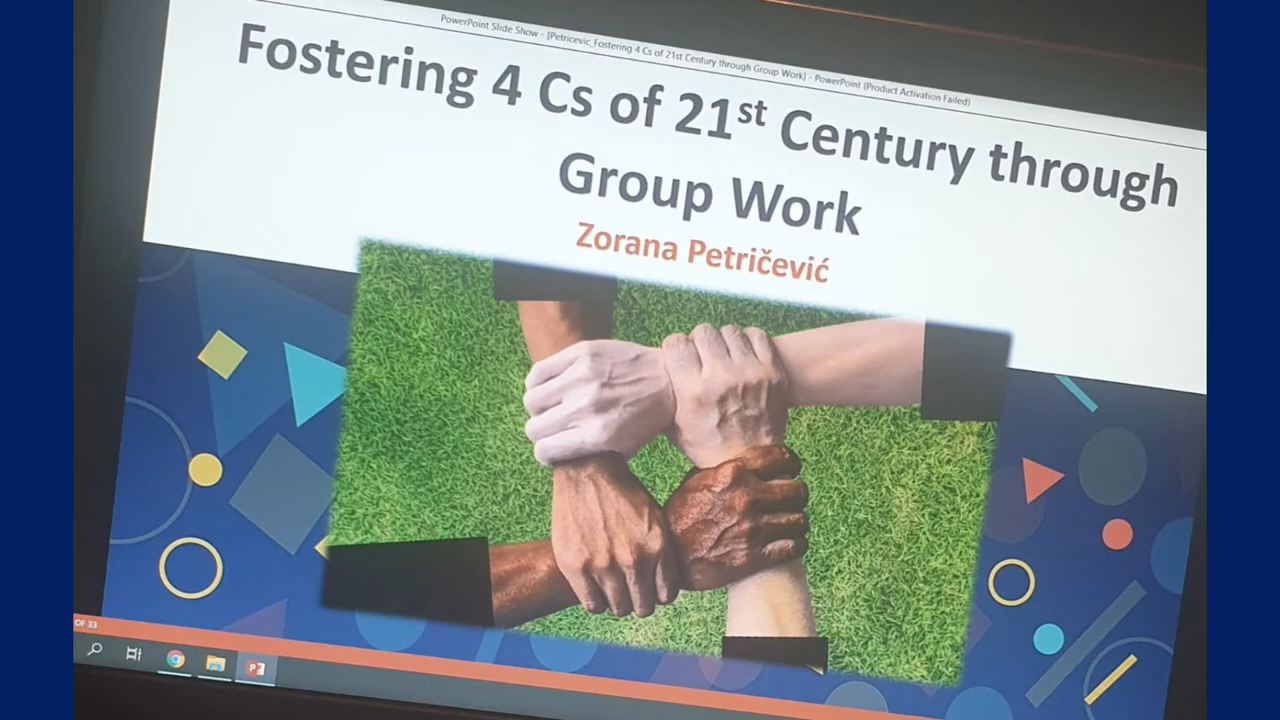 PowerPoint Slide Show - [Petricevic_Fostering 4 Cs of 21st Century through Group Work] - PowerPoint (Product Activation Failed)
Fostering 4 Cs of 21st Century through
Group Work
Zorana Petričević
OF 33